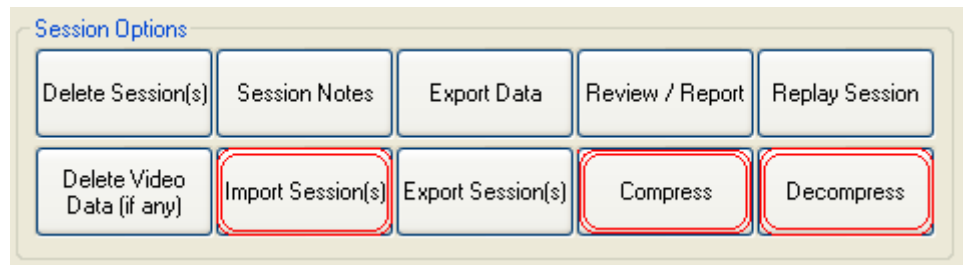 Session Options
Delete Session(s)
Session Notes
Export Data
Review / Report
Replay Session
Delete Video
Data (if any)
Import Session(s)
Export Session(s)
Compress
Decompress